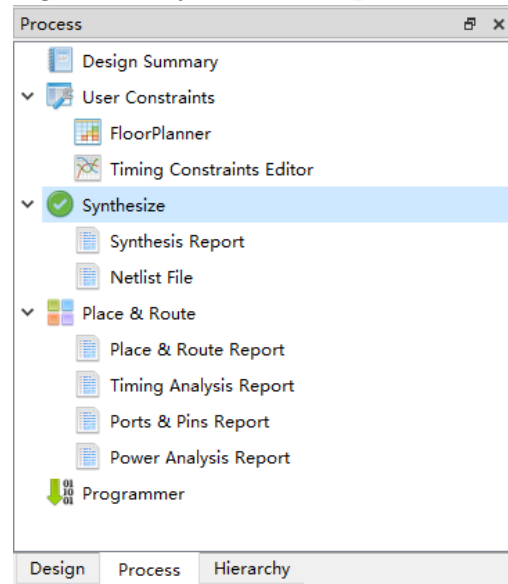 Process
Design Summary
User Constraints
FloorPlanner
Timing Constraints Editor
Synthesize
Synthesis Report
Netlist File
Place & Route
Place & Route Report
Timing Analysis Report
Ports & Pins Report
Power Analysis Report
Programmer
Design Process Hierarchy